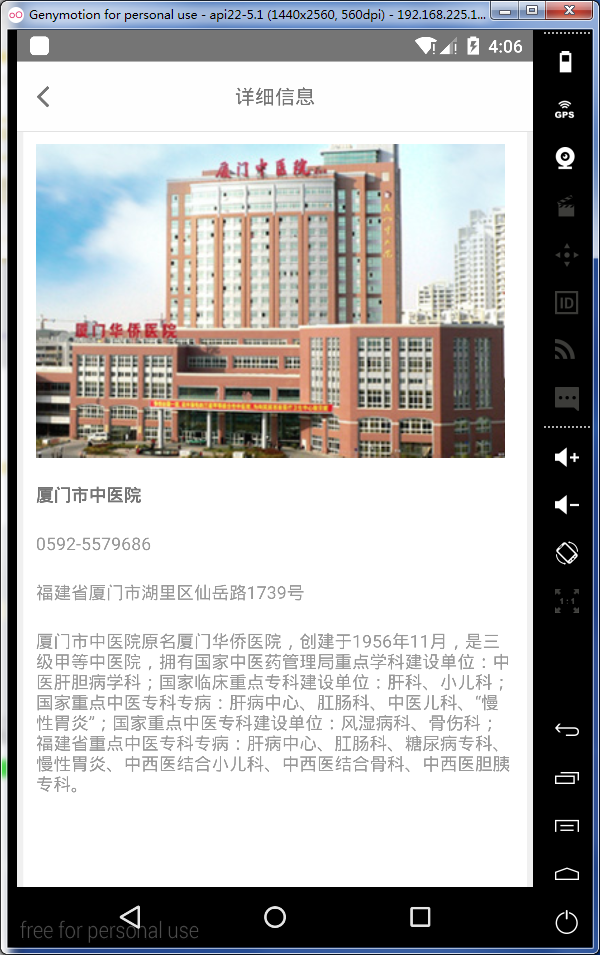 Genymotion for personal use - api22-5.1 (1440x2560, 560dpi) - 192.168.225.1...
4:06
GPS
详细信息
厦门中医院
ID
厦门华侨医院
厦门市中医院
0592-5579686
福建省厦门市湖里区仙岳路1739号
1:1
厦门市中医院原名厦门华侨医院，创建于1956年11月，是三
级甲等中医院，拥有国家中医药管理局重点学科建设单位：中
医肝胆病学科；国家临床重点专科建设单位：肝科、小儿科；
国家重点中医专科专病：肝病中心、肛肠科、中医儿科、“慢
性胃炎”；国家重点中医专科建设单位：风湿病科、骨伤科；
福建省重点中医专科专病：肝病中心、肛肠科、糖尿病专科、
慢性胃炎、中西医结合小儿科、中西医结合骨科、中西医胆胰
专科。
free for personal use